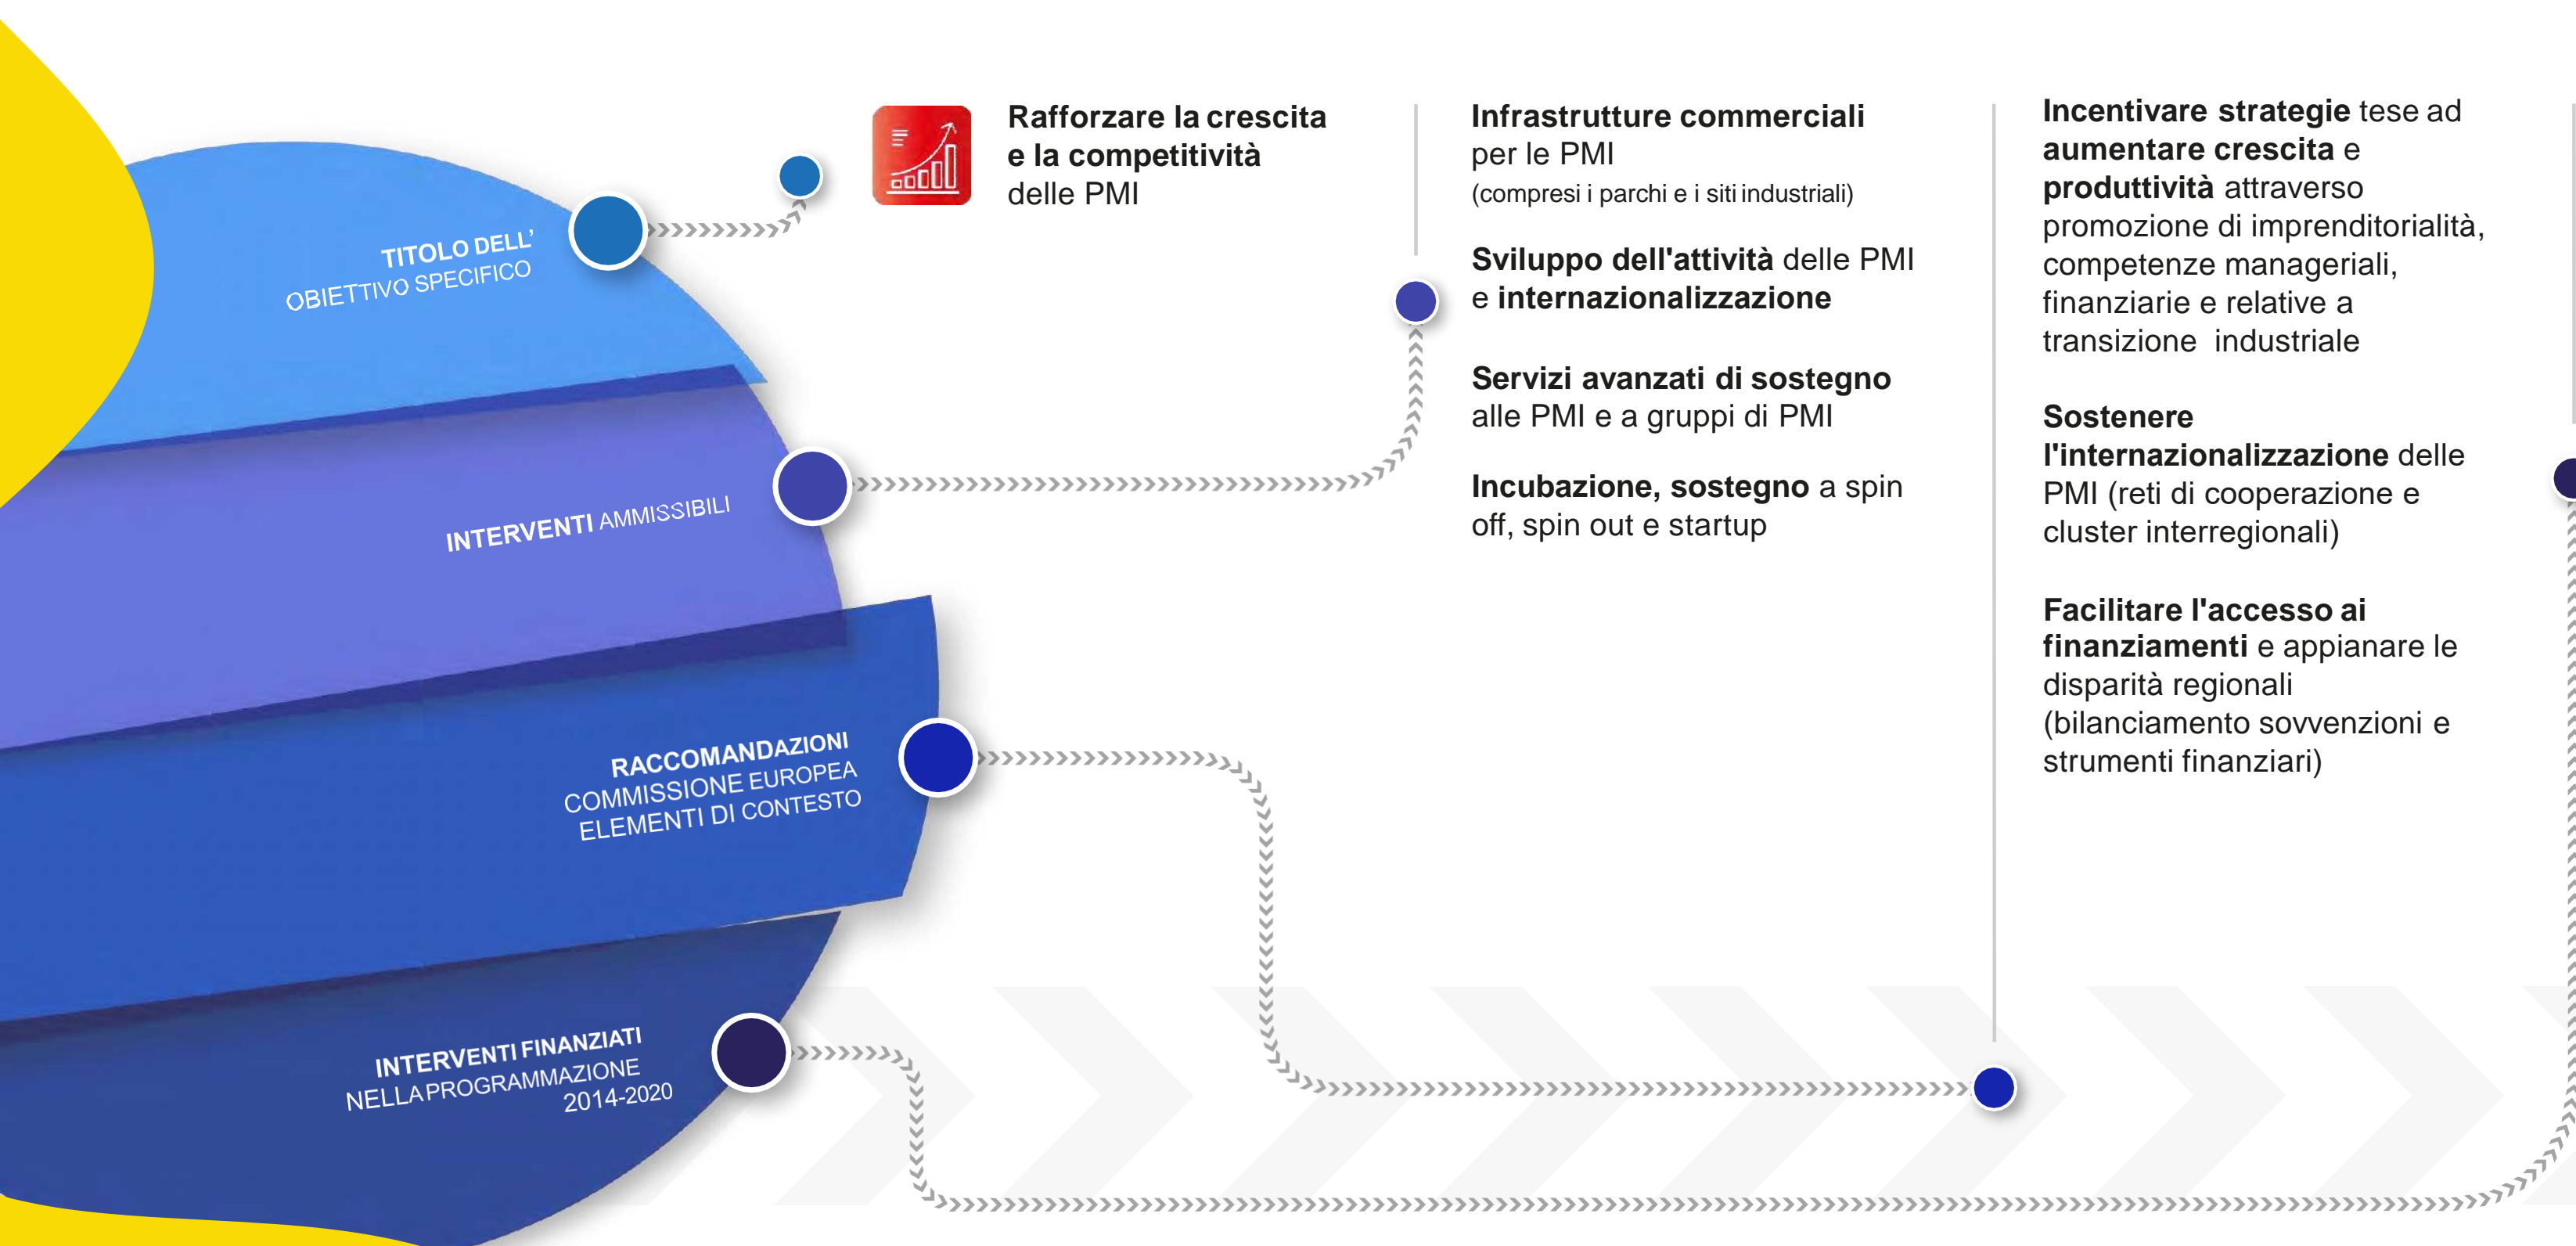 TITOLO DELL'
OBIETTIVO SPECIFICO
INTERVENTI AMMISSIBILI
RACCOMANDAZIONI
COMMISSIONE EUROPEA
ELEMENTI DI CONTESTO
INTERVENTI FINANZIATI
NELLA PROGRAMMAZIONE
2014-2020
Rafforzare la crescita
e la competitività
delle PMI
Infrastrutture commerciali
per le PMI
(compresi i parchi e i siti industriali)
Sviluppo dell'attività delle PMI
e internazionalizzazione
Servizi avanzati di sostegno
alle PMI e a gruppi di PMI
Incubazione, sostegno a spin
off, spin out e startup
Incentivare strategie tese ad
aumentare crescita e
produttività attraverso
promozione di imprenditorialità,
competenze manageriali,
finanziarie e relative a
transizione industriale
Sostenere
l'internazionalizzazione delle
PMI (reti di cooperazione e
cluster interregionali)
Facilitare l'accesso ai
finanziamenti e appianare le
disparità regionali
(bilanciamento sovvenzioni e
strumenti finanziari)